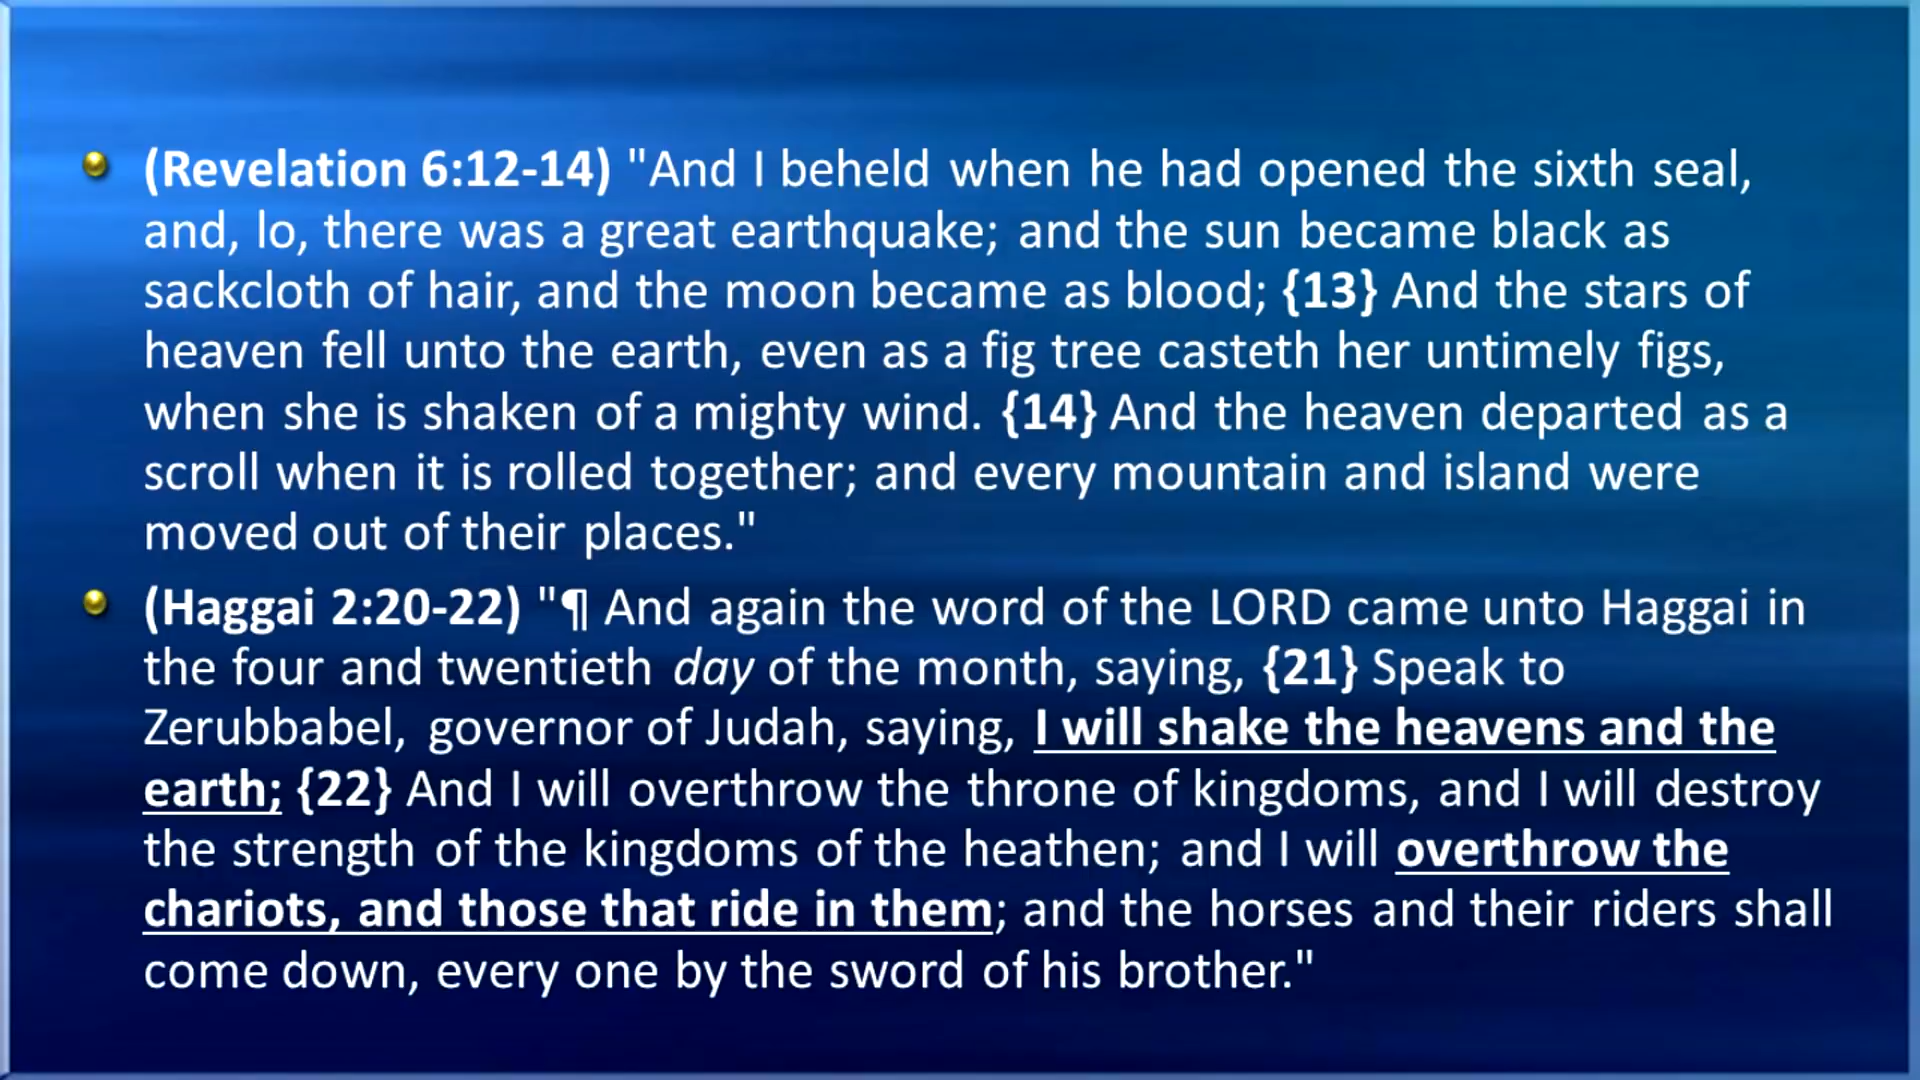 (Revelation 6:12-14) "And I beheld when he had opened the sixth seal,
and, lo, there was a great earthquake; and the sun became black as
sackcloth of hair, and the moon became as blood; {13} And the stars of
heaven fell unto the earth, even as a fig tree casteth her untimely figs,
when she is shaken of a mighty wind. {14} And the heaven departed as a
scroll when it is rolled together; and every mountain and island were
moved out of their places."
(Haggai 2:20-22) "¶ And again the word of the LORD came unto Haggai in
the four and twentieth day of the month, saying, {21} Speak to
Zerubbabel, governor of Judah, saying, I will shake the heavens and the
earth; {22} And I will overthrow the throne of kingdoms, and I will destroy
the strength of the kingdoms of the heathen; and I will overthrow the
chariots, and those that ride in them; and the horses and their riders shall
come down, every one by the sword of his brother."